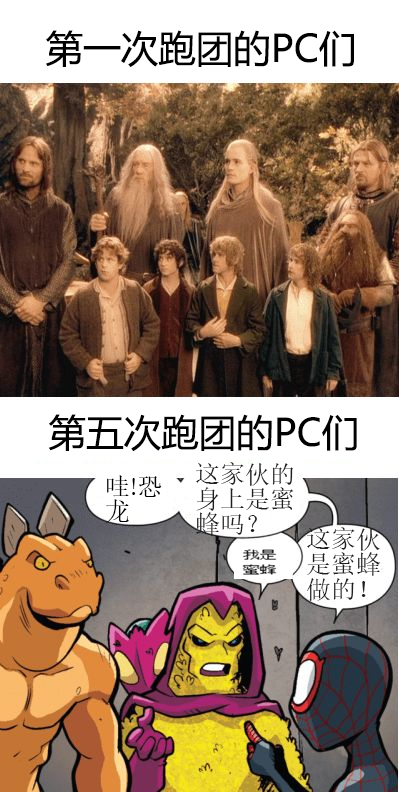 第一次跑团的PC们
第五次跑团的PC们
哇!恐
龙
这家伙的
身上是蜜
蜂吗?
我是
蜜蜂
这家伙
是蜜蜂
做的!